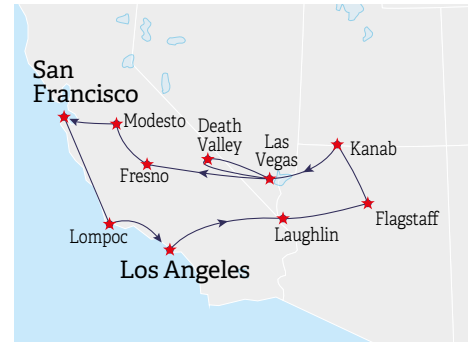 San
Francisco
Modesto
Death
Valley
Las
Vegas
Kanab
Fresno
Flagstaff
Lompoc
Laughlin
Los Angeles